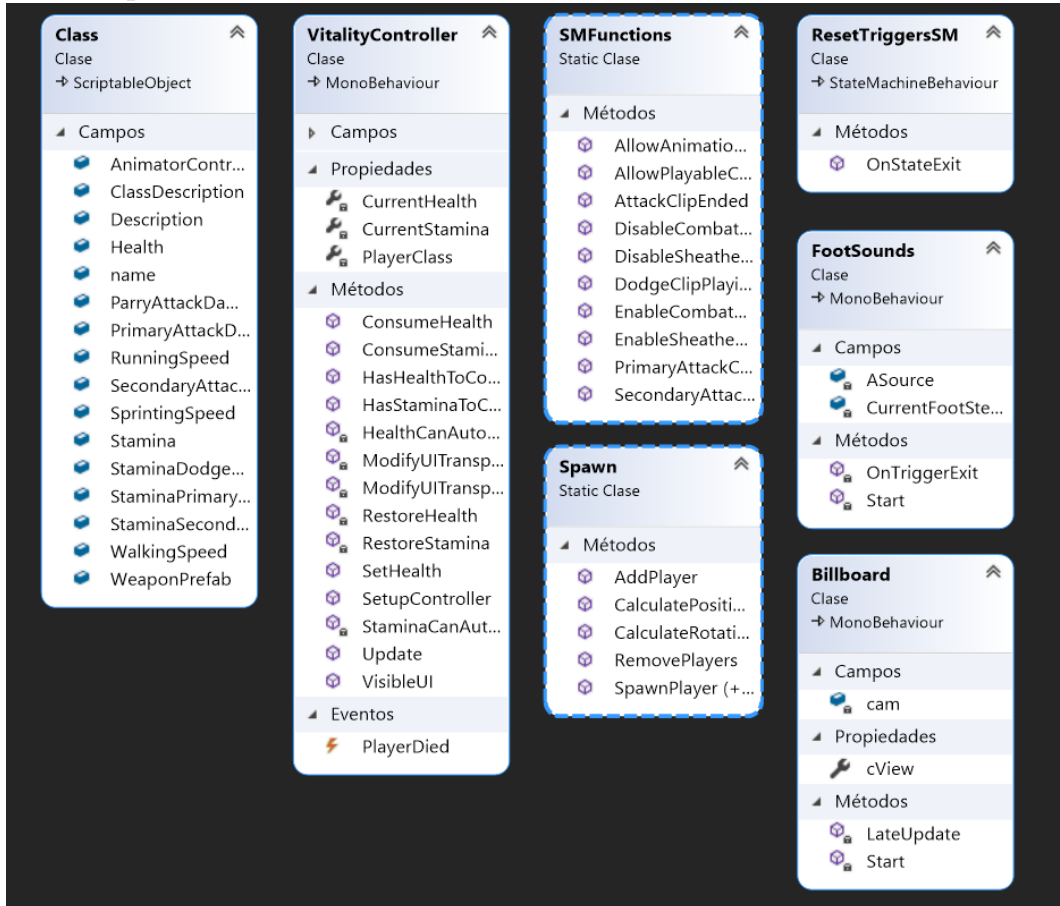 Class
Clase
ScriptableObject
Campos
AnimatorContr...
ClassDescription
Description
Health
name
ParryAttackDa...
PrimaryAttackD...
RunningSpeed
SecondaryAttac...
SprintingSpeed
Stamina
StaminaDodge...
StaminaPrimary...
StaminaSecond...
WalkingSpeed
WeaponPrefab
VitalityController
Clase
MonoBehaviour
Campos
Propiedades
CurrentHealth
CurrentStamina
PlayerClass
Métodos
ConsumeHealth
ConsumeStami...
HasHealthToCo...
HasStaminaToC...
HealthCanAuto...
ModifyUITransp...
ModifyUITransp...
RestoreHealth
RestoreStamina
SetHealth
SetupController
StaminaCanAut...
Update
VisibleUI
Eventos
PlayerDied
SMFunctions
Static Clase
Métodos
AllowAnimatio...
AllowPlayableC...
AttackClipEnded
DisableCombat...
DisableSheathe...
DodgeClipPlayi...
EnableCombat...
EnableSheathe...
PrimaryAttackC...
SecondaryAttac...
Spawn
Static Clase
Métodos
AddPlayer
CalculatePositi...
CalculateRotati...
RemovePlayers
SpawnPlayer (+...
ResetTriggersSM
Clase
StateMachineBehaviour
Métodos
OnStateExit
FootSounds
Clase
MonoBehaviour
Campos
ASource
CurrentFootSte...
Métodos
OnTriggerExit
Start
Billboard
Clase
MonoBehaviour
Campos
cam
Propiedades
cView
Métodos
LateUpdate
Start